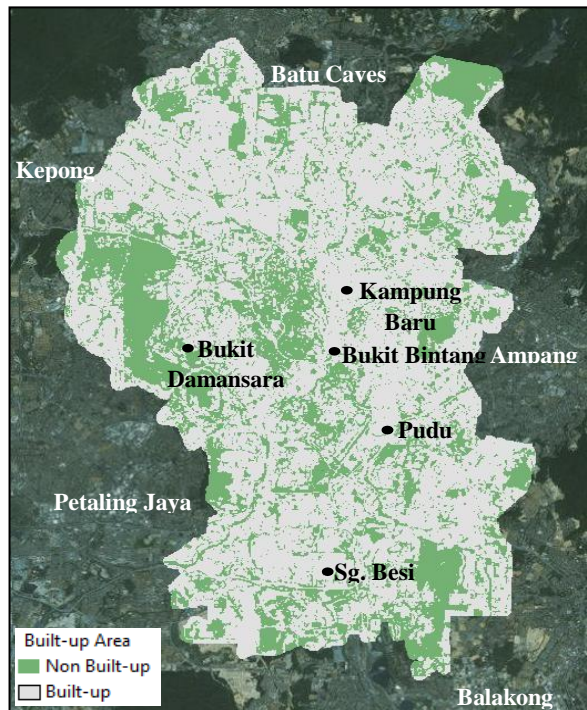 Batu Caves
Kepong
Kampung
Baru
Bukit
Damansara
Bukit Bintang
Ampang
Pudu
Petaling Jaya
Sg. Besi
Built-up Area
Non Built-up
Built-up
Balakong